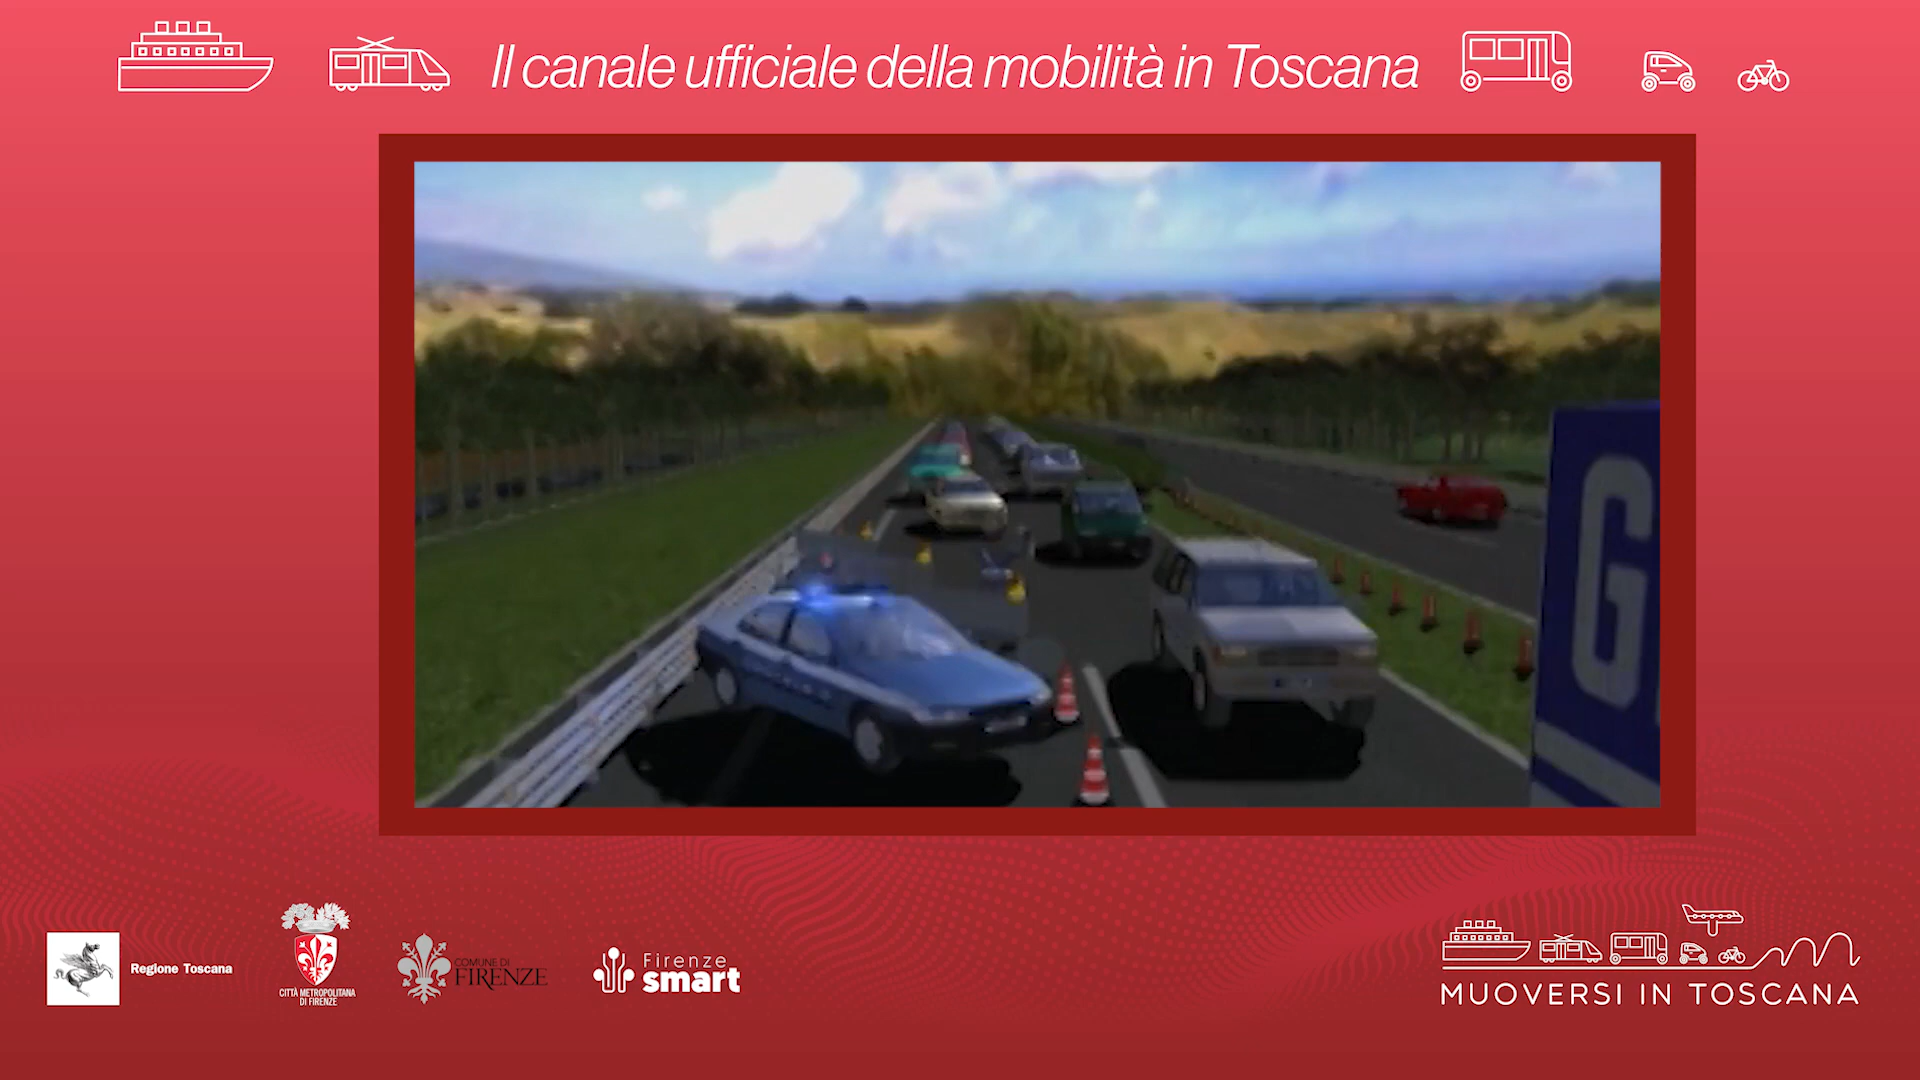 Il canale ufficiale della mobilità in Toscana
G
Regione Toscana
CITTÀ METROPOLITANA
DI FIRENZE
COMUNE DI
FIRENZE
Firenze
smart
MUOVERSI IN TOSCANA